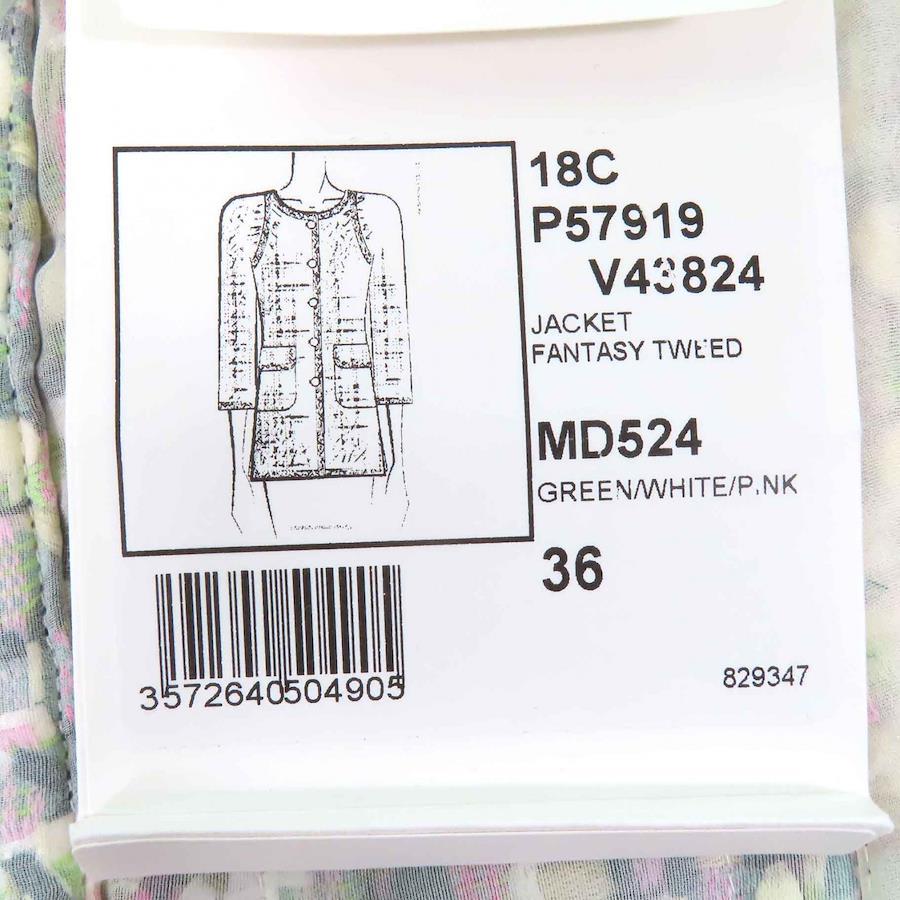 18C
P57919
V43824
JACKET
FANTASY TWEED
MD524
GREEN/WHITE/PINK
36
3572640504905
829347